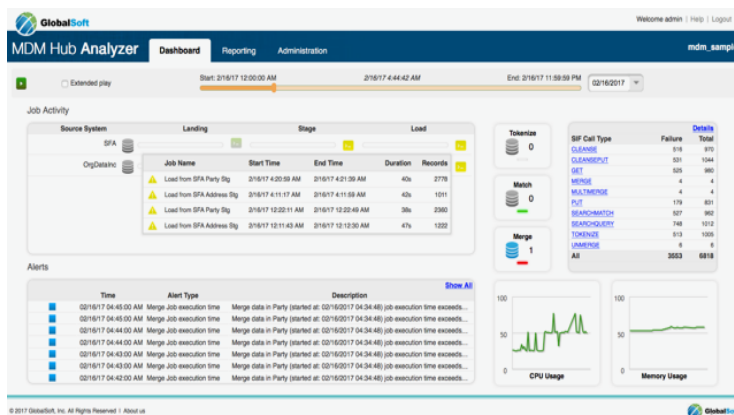 GlobalSoft
Welcome admin | Help | Logout
MDM Hub Analyzer
Dashboard
Reporting
Administration
mdm_sampl
Extended play
Start: 2/16/17 12:00:00 AM
2/16/17 4:44:42 AM
End: 2/16/17 11:59:59 PM
02/16/2017
Job Activity
Source System Landing Stage Load
SFA
OrgDataInc
Job Name Start Time End Time Duration Records
Load from SFA Party Stg 2/16/17 4:20:59 AM 2/16/17 4:21:39 AM 40s 2778
Load from SFA Address Stg 2/16/17 4:11:17 AM 2/16/17 4:11:59 AM 42s 1011
Load from SFA Party Stg 2/16/17 12:22:11 AM 2/16/17 12:22:49 AM 38s 2360
Load from SFA Address Stg 2/16/17 12:11:43 AM 2/16/17 12:12:30 AM 47s 1222
Tokenize
0
Match
0
Merge
1
Details
SIF Call Type Failure Total
CLEANSE 516 970
CLEANSEPUT 531 1044
GET 525 980
MERGE 4 4
MULTIMERGE 4 4
PUT 179 831
SEARCHMATCH 527 962
SEARCHQUERY 748 1012
TOKENIZE 513 1005
UNMERGE 6 6
All 3553 6818
Alerts
Show All
Time Alert Type Description
02/16/17 04:45:00 AM Merge Job execution time Merge data in Party (started at: 02/16/2017 04:34:48) job execution time exceeds...
02/16/17 04:45:00 AM Merge Job execution time Merge data in Party (started at: 02/16/2017 04:34:48) job execution time exceeds...
02/16/17 04:44:00 AM Merge Job execution time Merge data in Party (started at: 02/16/2017 04:34:48) job execution time exceeds...
02/16/17 04:44:00 AM Merge Job execution time Merge data in Party (started at: 02/16/2017 04:34:48) job execution time exceeds...
02/16/17 04:43:00 AM Merge Job execution time Merge data in Party (started at: 02/16/2017 04:34:48) job execution time exceeds...
02/16/17 04:43:00 AM Merge Job execution time Merge data in Party (started at: 02/16/2017 04:34:48) job execution time exceeds...
02/16/17 04:42:00 AM Merge Job execution time Merge data in Party (started at: 02/16/2017 04:34:48) job execution time exceeds...
100
50
0
CPU Usage
100
50
0
Memory Usage
© 2017 GlobalSoft, Inc. All Rights Reserved | About us
GlobalSo